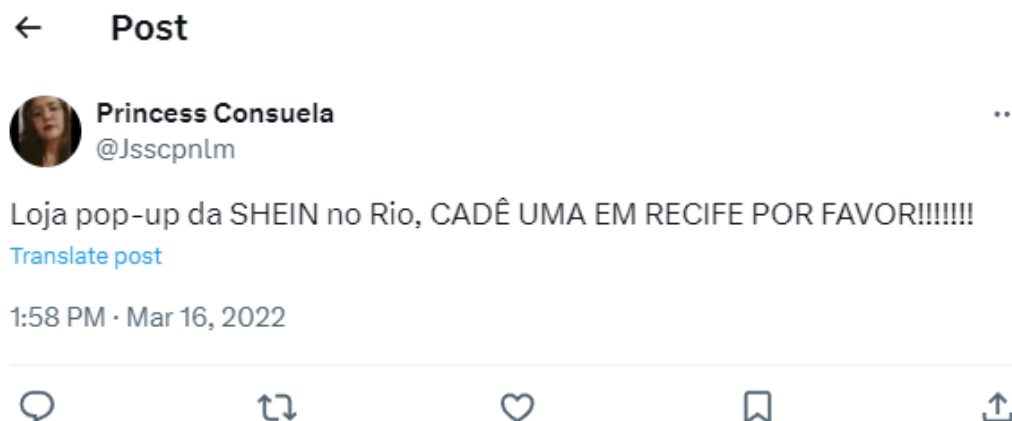 Post
Princess Consuela
@Jsscpnlm
Loja pop-up da SHEIN no Rio, CADÊ UMA EM RECIFE POR FAVOR!!!!!!!
Translate post
1:58 PM · Mar 16, 2022